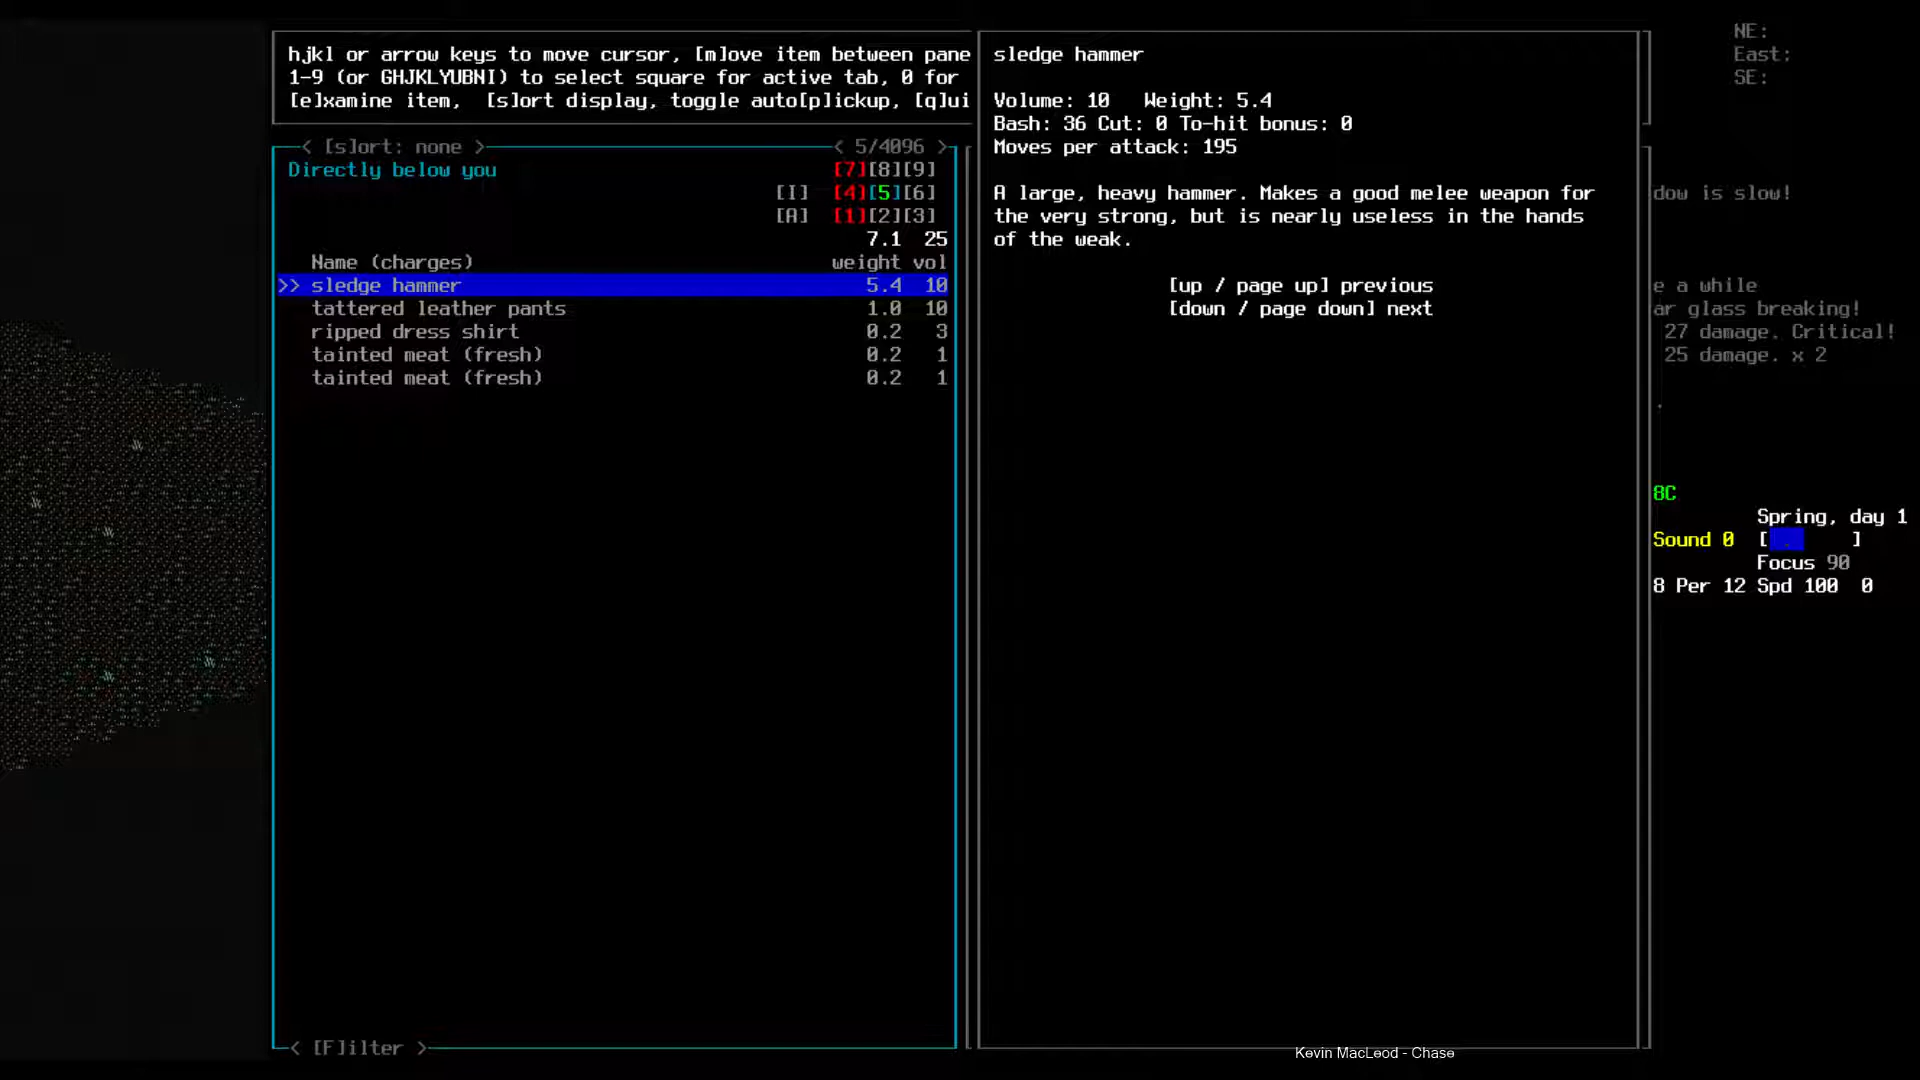 hjkl or arrow keys to move cursor, [m]ove item between pane
1-9 (or GHJKLYUBNI) to select square for active tab, 0 for
[e]xamine item,  [s]ort display, toggle auto[p]ickup, [q]ui
< [s]ort: none > < 5/4096 >
Directly below you [7][8][9]
[I] [4][5][6]
[A] [1][2][3]
7.1 25
Name (charges) weight vol
>> sledge hammer 5.4 10
tattered leather pants 1.0 10
ripped dress shirt 0.2 3
tainted meat (fresh) 0.2 1
tainted meat (fresh) 0.2 1
< [F]ilter >
sledge hammer
Volume: 10 Weight: 5.4
Bash: 36 Cut: 0 To-hit bonus: 0
Moves per attack: 195
A large, heavy hammer. Makes a good melee weapon for
the very strong, but is nearly useless in the hands
of the weak.
[up / page up] previous
[down / page down] next
NE:
East:
SE:
dow is slow!
e a while
ar glass breaking!
27 damage. Critical!
25 damage. x 2
.
8C
Spring, day 1
Sound 0 [ ]
Focus 90
8 Per 12 Spd 100 0
Kevin MacLeod - Chase